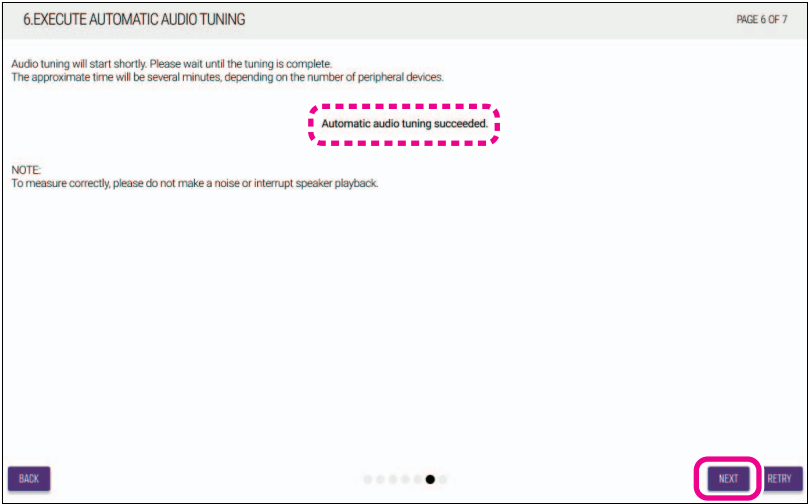 6.EXECUTE AUTOMATIC AUDIO TUNING
PAGE 6 OF 7
Audio tuning will start shortly. Please wait until the tuning is complete.
The approximate time will be several minutes, depending on the number of peripheral devices.
Automatic audio tuning succeeded.
NOTE:
To measure correctly, please do not make a noise or interrupt speaker playback.
BACK
NEXT
RETRY